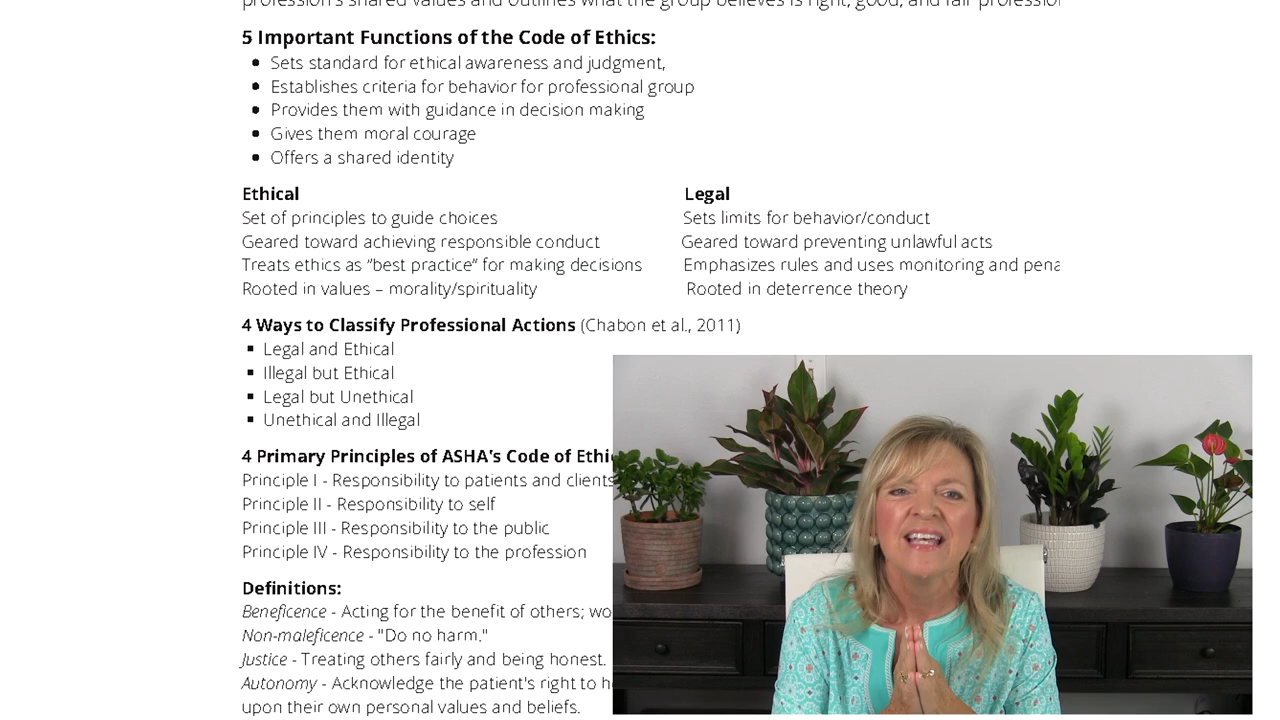 profession's shared values and outlines what the group believes is right, good, and fair
5 Important Functions of the Code of Ethics:
Sets standard for ethical awareness and judgment,
Establishes criteria for behavior for professional group
Provides them with guidance in decision making
Gives them moral courage
Offers a shared identity
Ethical
Legal
Set of principles to guide choices
Sets limits for behavior/conduct
Geared toward achieving responsible conduct
Geared toward preventing unlawful acts
Treats ethics as “best practice” for making decisions
Emphasizes rules and uses monitoring and
Rooted in values – morality/spirituality
Rooted in deterrence theory
4 Ways to Classify Professional Actions (Chabon et al., 2011)
Legal and Ethical
Illegal but Ethical
Legal but Unethical
Unethical and Illegal
4 Primary Principles of ASHA's Code of
Principle I - Responsibility to patients and clients
Principle II - Responsibility to self
Principle III - Responsibility to the public
Principle IV - Responsibility to the profession
Definitions:
Beneficence - Acting for the benefit of others;
Non-maleficence - "Do no harm."
Justice - Treating others fairly and being honest.
Autonomy - Acknowledge the patient's right to
upon their own personal values and beliefs.